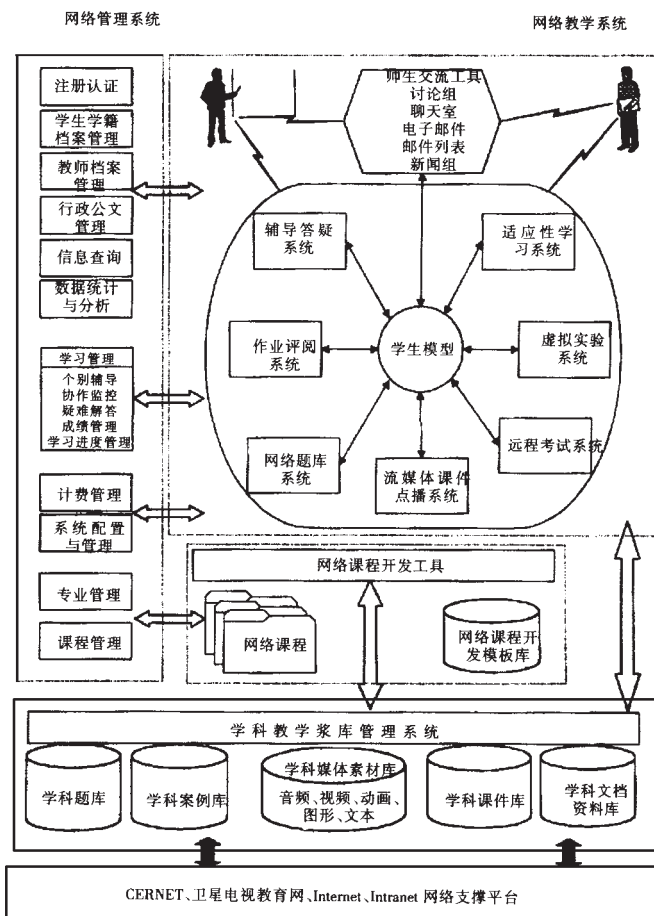 网络管理系统
网络教学系统
注册认证
学生学籍
档案管理
教师档案
管理
行政公文
管理
信息查询
数据统计
与分析
学习管理
个别辅导
协作监控
疑难解答
成绩管理
学习进度管理
计费管理
系统配置
与管理
专业管理
课程管理
师生交流工具
讨论组
聊天室
电子邮件
邮件列表
新闻组
辅导答疑
系统
适应性学
习系统
作业评阅
系统
学生模型
虚拟实验
系统
网络题库
系统
流媒体课件
点播系统
远程考试系统
网络课程开发工具
网络课程
网络课程开
发模板库
学科教学浆库管理系统
学科题库
学科案例库
学科媒体素材库
音频、视频、动画、
图形、文本
学科课件库
学科文档
资料库
CERNET、卫星电视教育网、Internet、Intranet 网络支撑平台